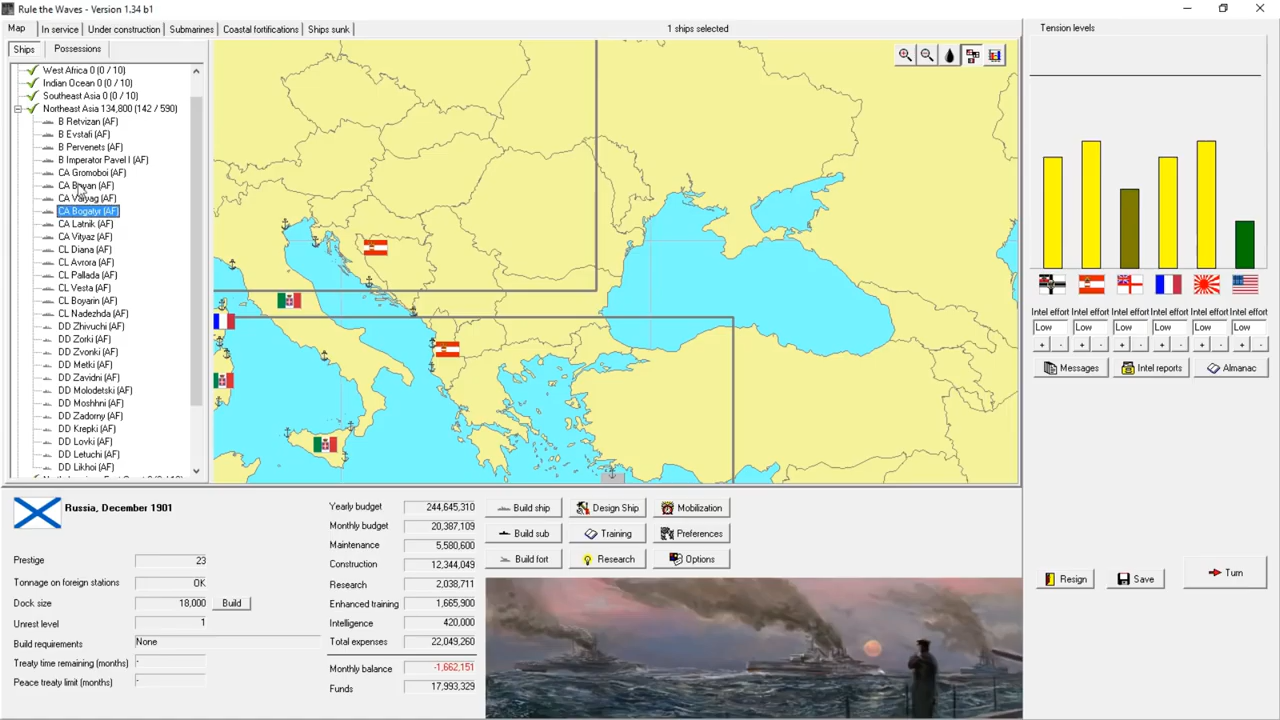 Rule the Waves - Version 1.34 b1
Map
In service
Under construction
Submarines
Coastal fortifications
Ships sunk
1 ships selected
Tension levels
Ships
Possessions
West Africa 0 (0 / 10)
Indian Ocean 0 (0 / 10)
Southeast Asia 0 (0 / 10)
Northeast Asia 134,800 (142 / 590)
B Retvizan (AF)
B Evstafi (AF)
B Pervenets (AF)
B Imperator Pavel I (AF)
CA Gromoboi (AF)
CA Bayan (AF)
CA Varyag (AF)
CA Bogatyr (AF)
CA Latnik (AF)
CA Vityaz (AF)
CL Diana (AF)
CL Avrora (AF)
CL Pallada (AF)
CL Vesta (AF)
CL Boyarin (AF)
CL Nadezhda (AF)
DD Zhivuchi (AF)
DD Zorki (AF)
DD Zvonki (AF)
DD Metki (AF)
DD Zavidni (AF)
DD Molodetski (AF)
DD Moshhni (AF)
DD Zadorny (AF)
DD Krepki (AF)
DD Lovki (AF)
DD Letuchi (AF)
DD Likhoi (AF)
Intel effort Intel effort Intel effort Intel effort Intel effort Intel effort
Low Low Low Low Low Low
+ - + - + - + - + - + -
Messages
Intel reports
Almanac
Russia, December 1901
Prestige 23
Tonnage on foreign stations OK
Dock size 18,000 Build
Unrest level 1
Build requirements None
Treaty time remaining (months) -
Peace treaty limit (months) -
Yearly budget 244,645,310
Monthly budget 20,387,109
Maintenance 5,580,600
Construction 12,344,049
Research 2,038,711
Enhanced training 1,665,900
Intelligence 420,000
Total expenses 22,049,260
Monthly balance -1,662,151
Funds 17,993,329
Build ship
Design Ship
Mobilization
Build sub
Training
Preferences
Build fort
Research
Options
Resign
Save
Turn